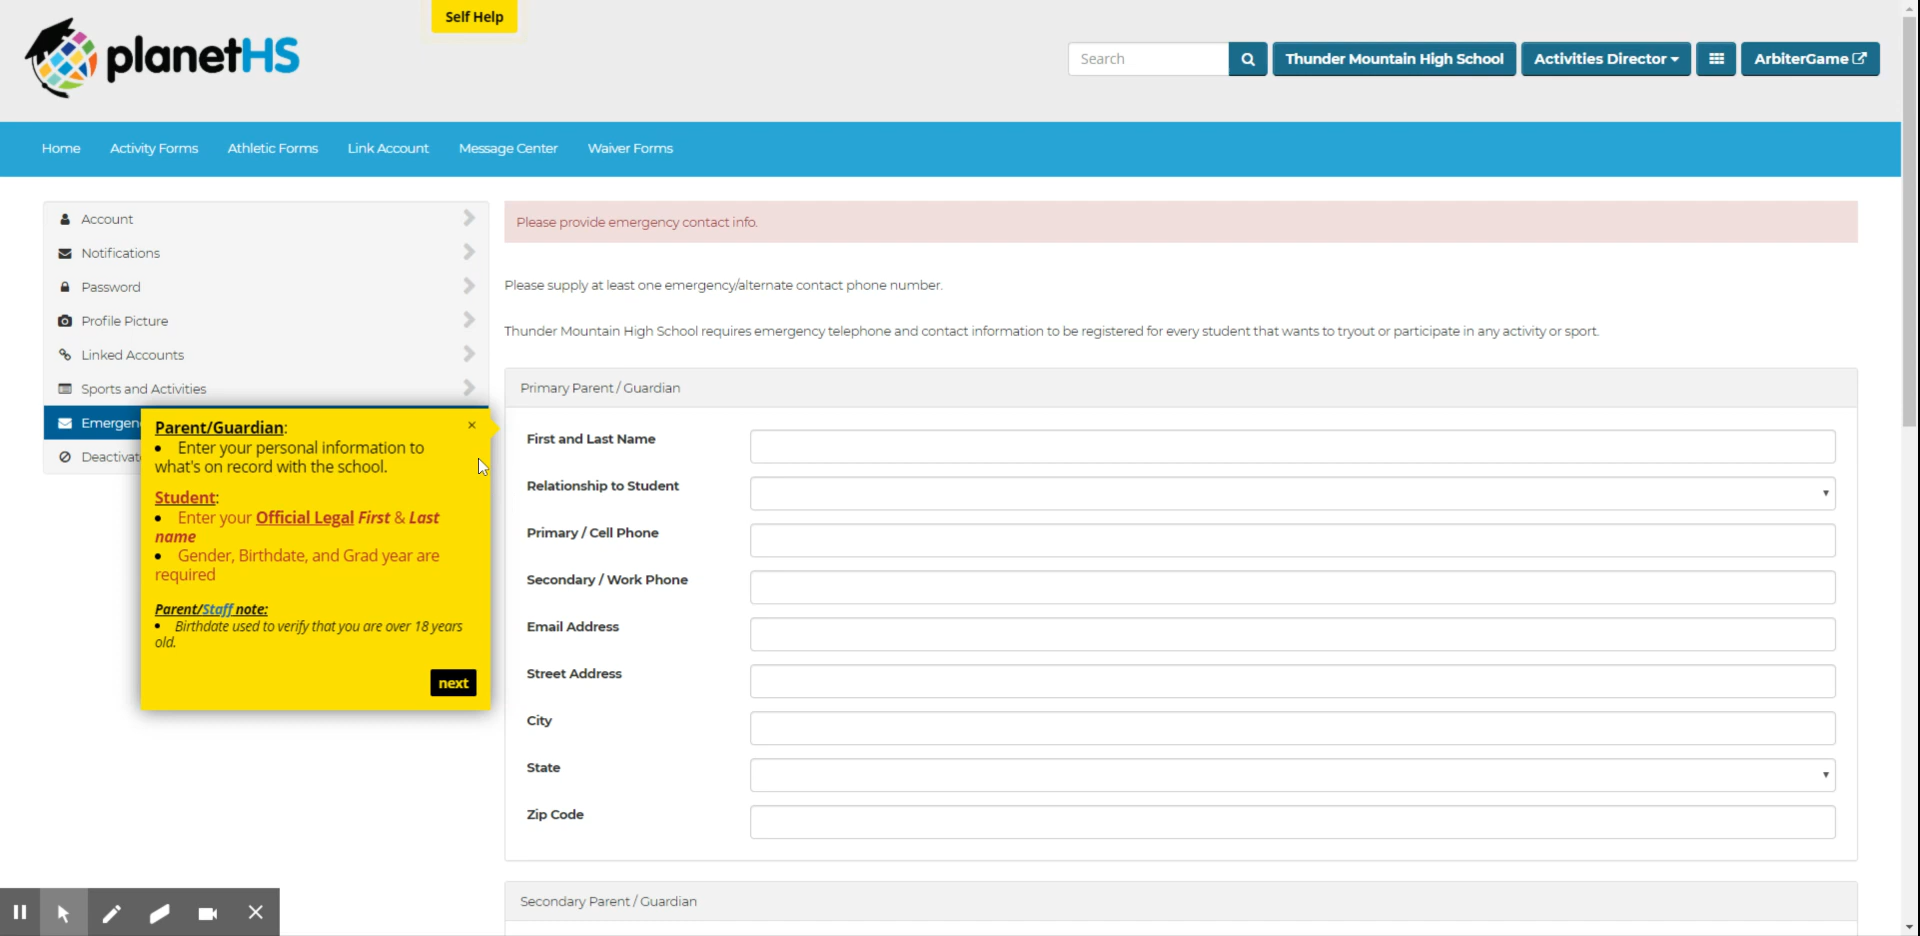 Self Help
planetHS
Search
Thunder Mountain High School
Activities Director
ArbiterGame
Home
Activity Forms
Athletic Forms
Link Account
Message Center
Waiver Forms
Account
Notifications
Password
Profile Picture
Linked Accounts
Sports and Activities
Emergen
Deactivat
Parent/Guardian:
• Enter your personal information to
what's on record with the school.
Student:
• Enter your Official Legal First & Last
name
• Gender, Birthdate, and Grad year are
required
Parent/Staff note:
• Birthdate used to verify that you are over 18 years
old.
next
Please provide emergency contact info.
Please supply at least one emergency/alternate contact phone number.
Thunder Mountain High School requires emergency telephone and contact information to be registered for every student that wants to tryout or participate in any activity or sport.
Primary Parent / Guardian
First and Last Name
Relationship to Student
Primary / Cell Phone
Secondary / Work Phone
Email Address
Street Address
City
State
Zip Code
Secondary Parent / Guardian